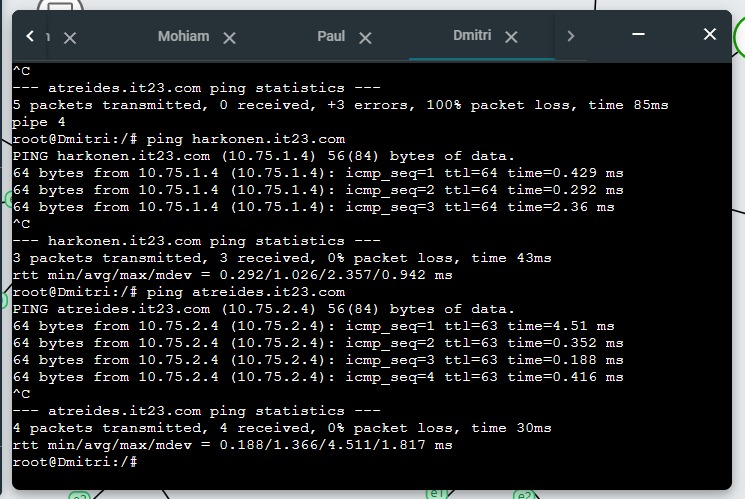 Mohiam
Paul
Dmitri
^C
--- atreides.it23.com ping statistics ---
5 packets transmitted, 0 received, +3 errors, 100% packet loss, time 85ms
pipe 4
root@Dmitri:/# ping harkonen.it23.com
PING harkonen.it23.com (10.75.1.4) 56(84) bytes of data.
64 bytes from 10.75.1.4 (10.75.1.4): icmp_seq=1 ttl=64 time=0.429 ms
64 bytes from 10.75.1.4 (10.75.1.4): icmp_seq=2 ttl=64 time=0.292 ms
64 bytes from 10.75.1.4 (10.75.1.4): icmp_seq=3 ttl=64 time=2.36 ms
^C
--- harkonen.it23.com ping statistics ---
3 packets transmitted, 3 received, 0% packet loss, time 43ms
rtt min/avg/max/mdev = 0.292/1.026/2.357/0.942 ms
root@Dmitri:/# ping atreides.it23.com
PING atreides.it23.com (10.75.2.4) 56(84) bytes of data.
64 bytes from 10.75.2.4 (10.75.2.4): icmp_seq=1 ttl=63 time=4.51 ms
64 bytes from 10.75.2.4 (10.75.2.4): icmp_seq=2 ttl=63 time=0.352 ms
64 bytes from 10.75.2.4 (10.75.2.4): icmp_seq=3 ttl=63 time=0.188 ms
64 bytes from 10.75.2.4 (10.75.2.4): icmp_seq=4 ttl=63 time=0.416 ms
^C
--- atreides.it23.com ping statistics ---
4 packets transmitted, 4 received, 0% packet loss, time 30ms
rtt min/avg/max/mdev = 0.188/1.366/4.511/1.817 ms
root@Dmitri:/#
e1
e2